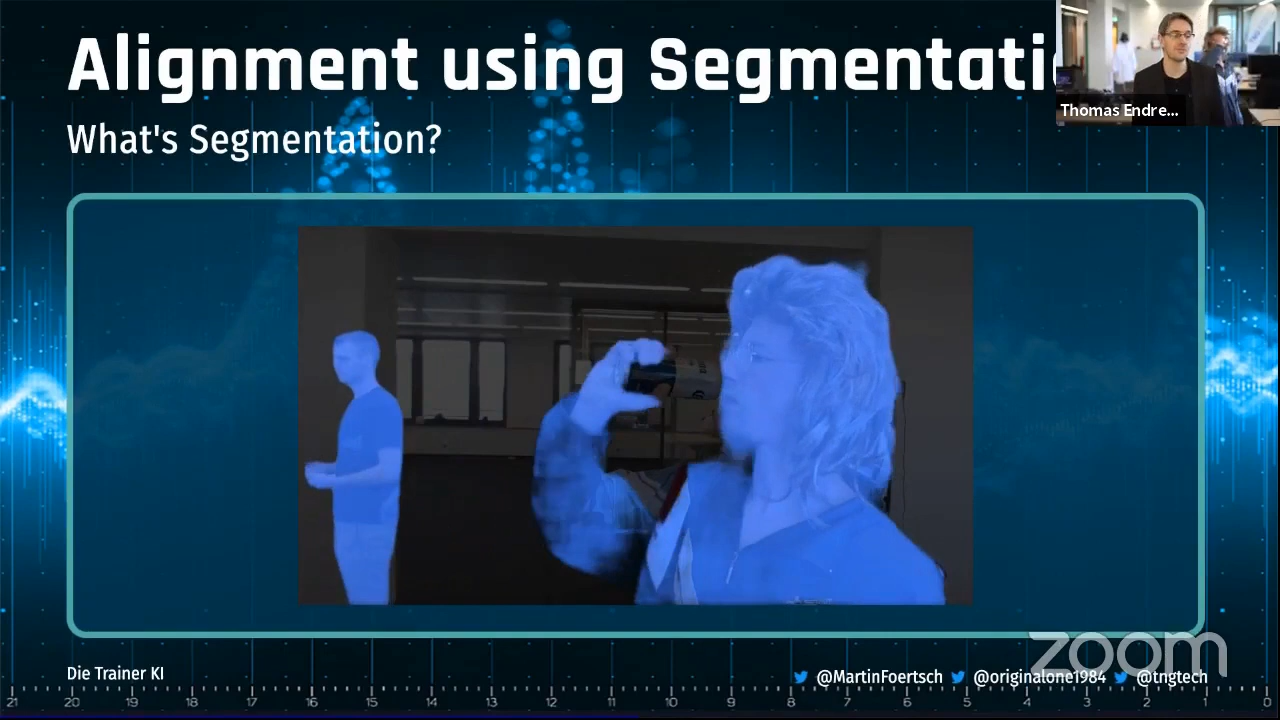 Alignment using Segmentati
Thomas Endre...
What's Segmentation?
Die Trainer KI
@MartinFoertsch @originalone1984 @tngtech
zoom
21 20 19 18 17 16 15 14 13 12 11 10 9 8 7 6 5 4 3 2 1 0